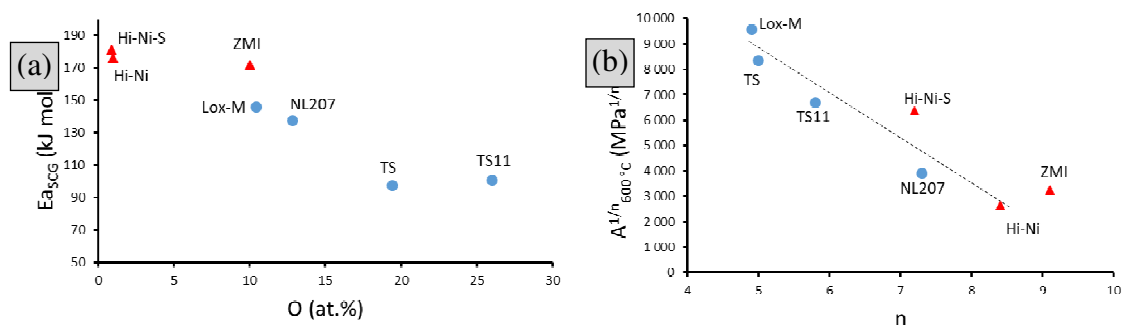 (a)
Ea_SCG (kJ mol
190
170
150
130
110
90
70
50
0
5
10
15
20
25
30
O (at.%)
Hi-Ni-S
Hi-Ni
ZMI
Lox-M
NL207
TS
TS11
(b)
A^1/n_600 °C (MPa^1/n
10 000
9 000
8 000
7 000
6 000
5 000
4 000
3 000
2 000
1 000
0
4
5
6
7
8
9
10
n
Lox-M
TS
TS11
Hi-Ni-S
NL207
ZMI
Hi-Ni